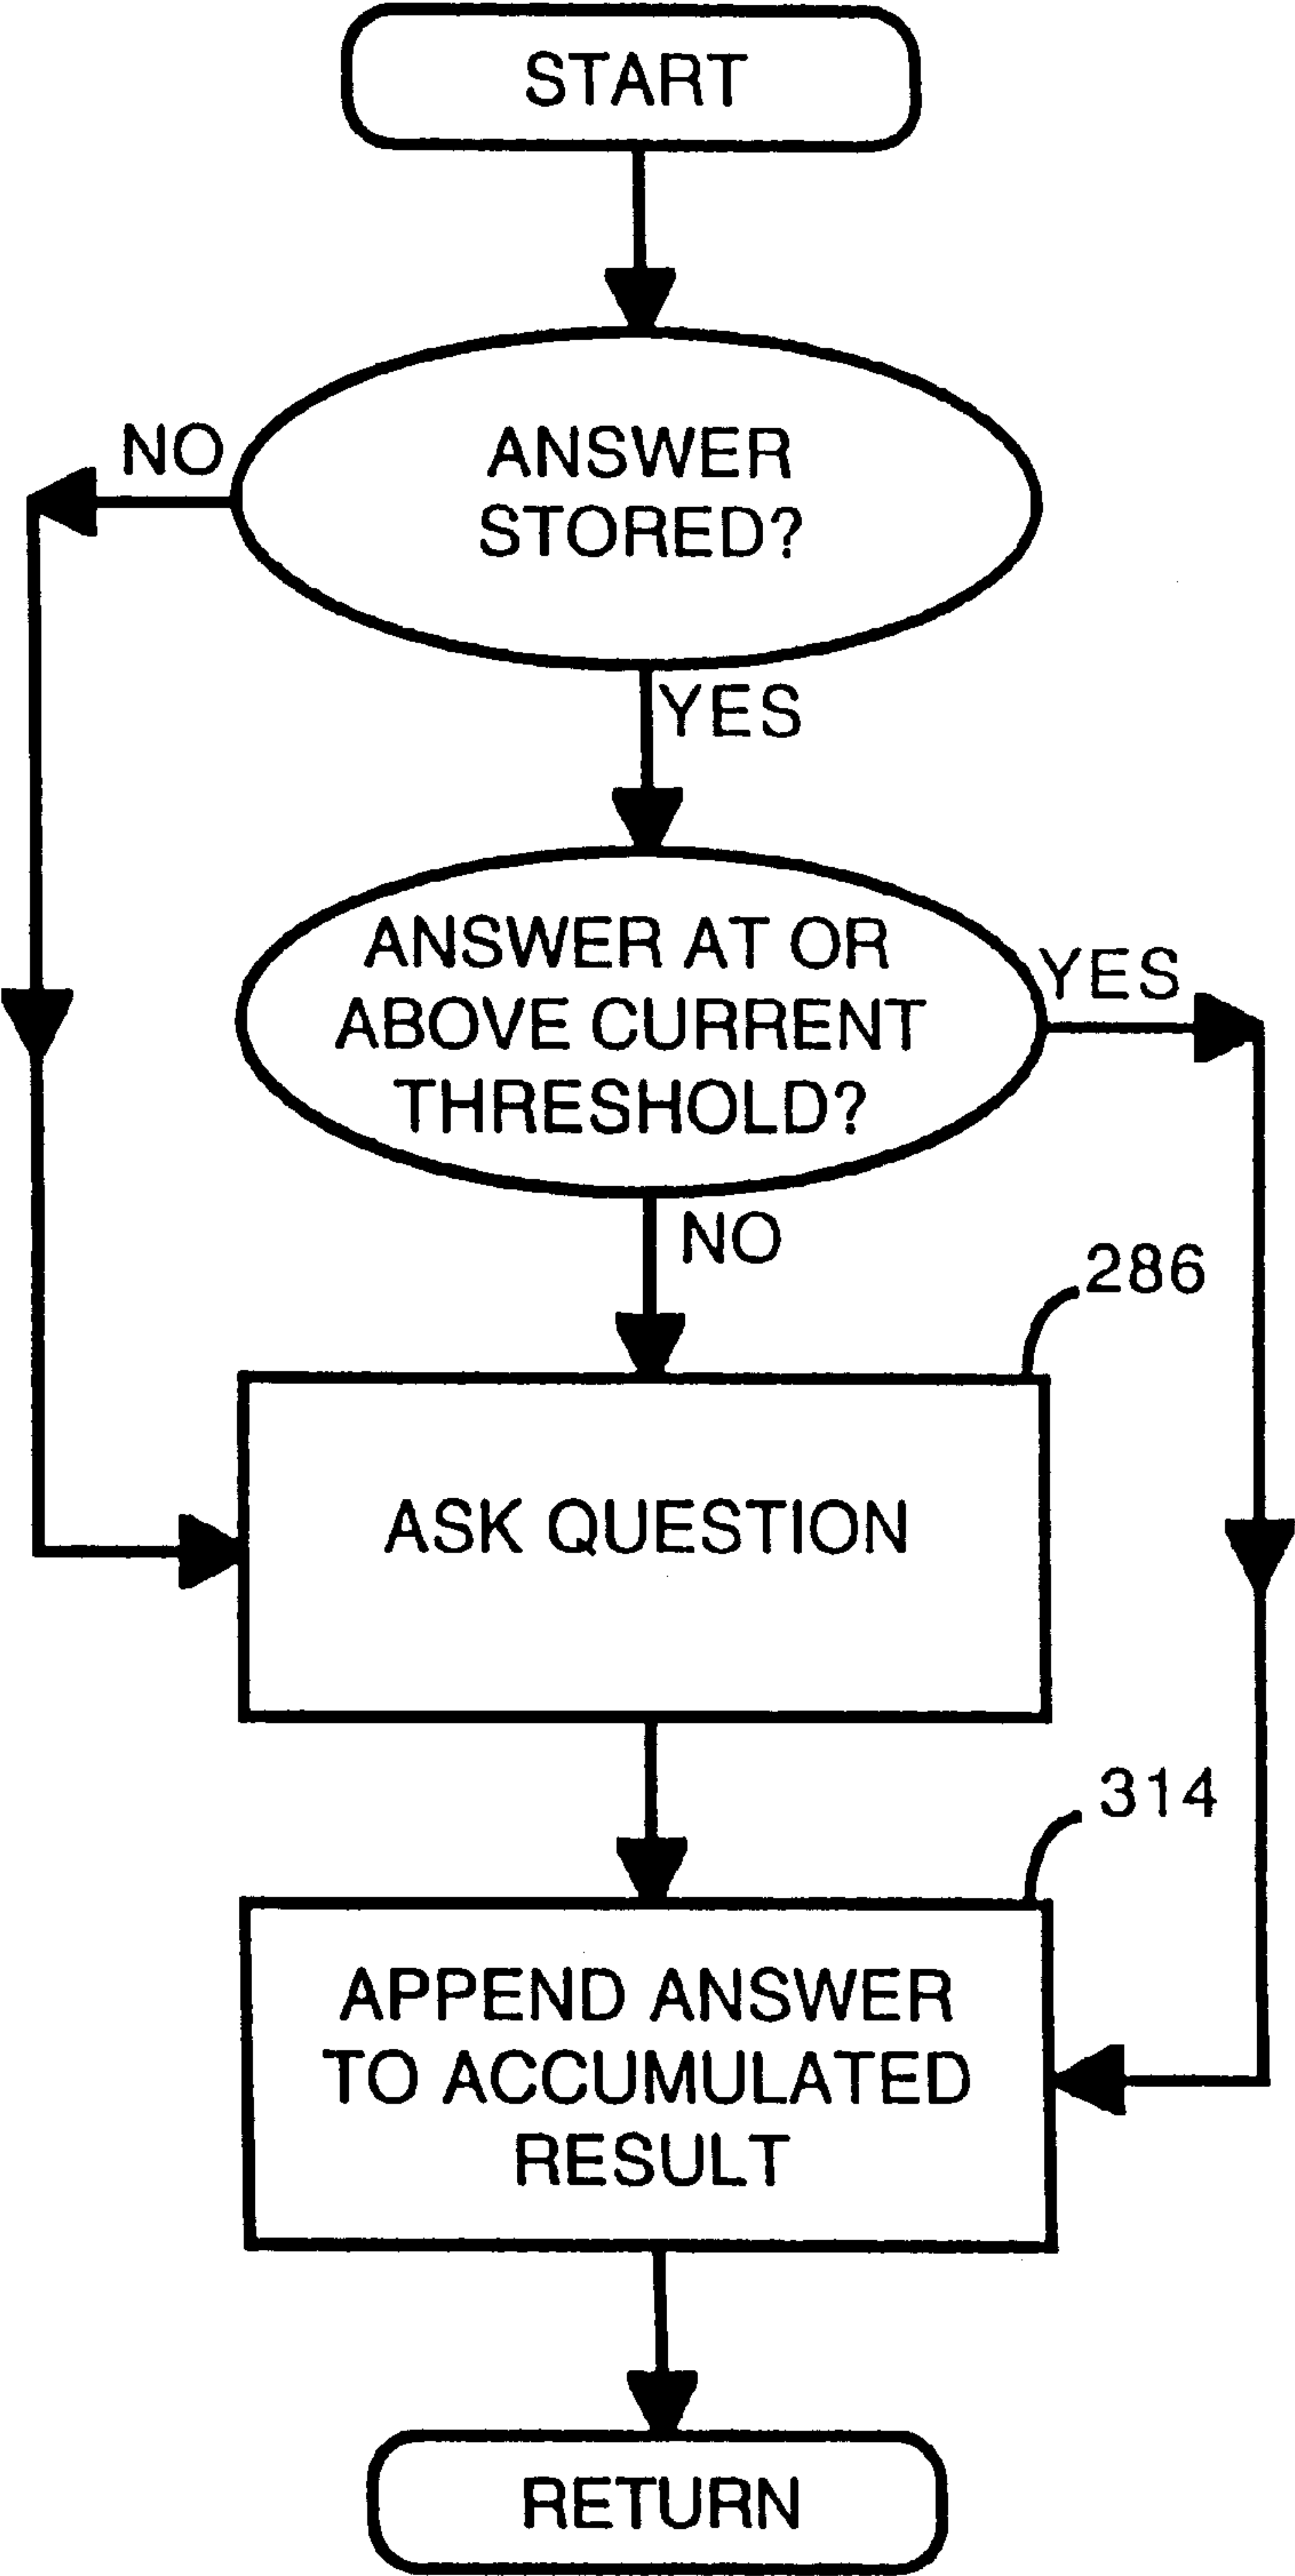 START
NO
ANSWER
STORED?
YES
ANSWER AT OR
ABOVE CURRENT
THRESHOLD?
YES
NO
286
ASK QUESTION
314
APPEND ANSWER
TO ACCUMULATED
RESULT
RETURN